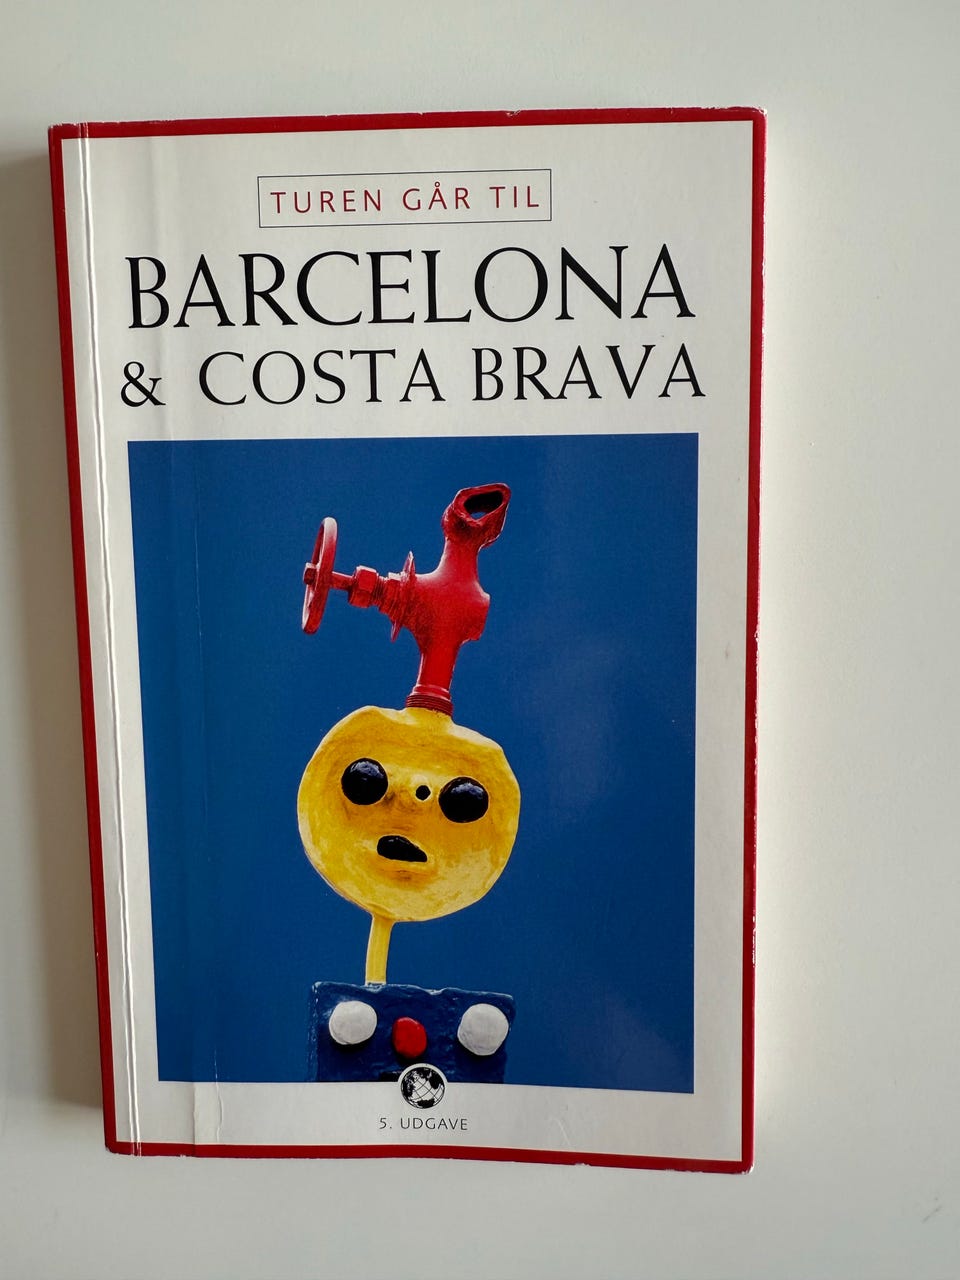 TUREN GÅR TIL
BARCELONA
& COSTA BRAVA
5. UDGAVE